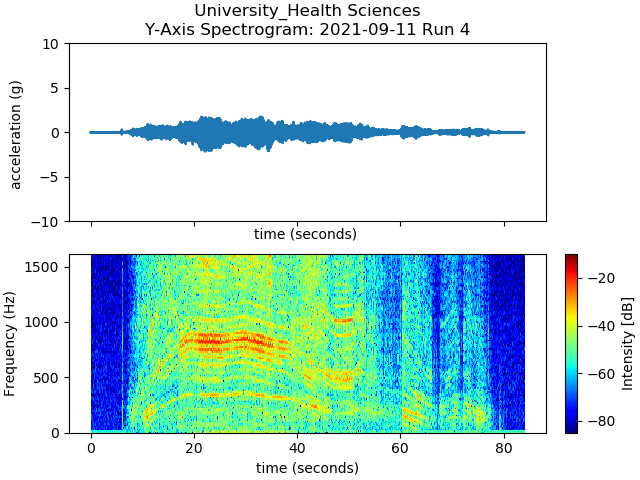 University_Health Sciences
Y-Axis Spectrogram: 2021-09-11 Run 4
10
5
0
−5
−10
acceleration (g)
time (seconds)
1500
1000
500
0
Frequency (Hz)
0 20 40 60 80
time (seconds)
−20
−40
−60
−80
Intensity [dB]